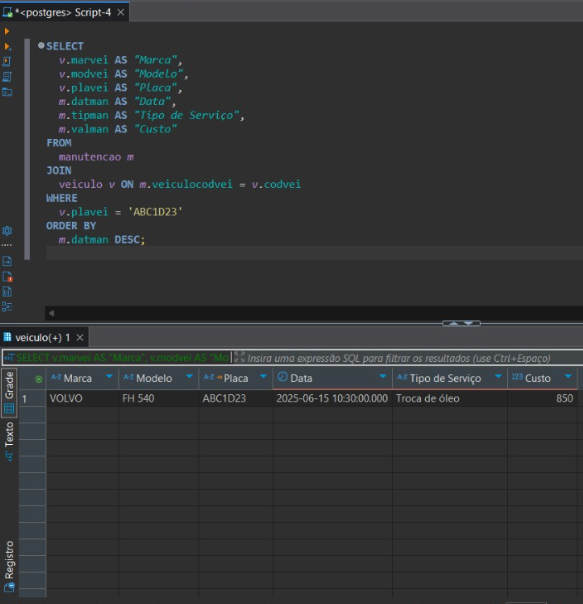 *<postgres> Script-4
SELECT
v.marvei AS "Marca",
v.modvei AS "Modelo",
v.plavei AS "Placa",
m.datman AS "Data",
m.tipman AS "Tipo de Serviço",
m.valman AS "Custo"
FROM
manutencao m
JOIN
veiculo v ON m.veiculocodvei = v.codvei
WHERE
v.plavei = 'ABC1D23'
ORDER BY
m.datman DESC;
veiculo(+) 1
SELECT v.marvei AS "Marca", v.modvei AS "Mo
Insira uma expressão SQL para filtrar os resultados (use Ctrl+Espaço)
Grade
Texto
Registro
A-Z Marca A-Z Modelo A-Z Placa Data A-Z Tipo de Serviço 123 Custo
1 VOLVO FH 540 ABC1D23 2025-06-15 10:30:00.000 Troca de óleo 850